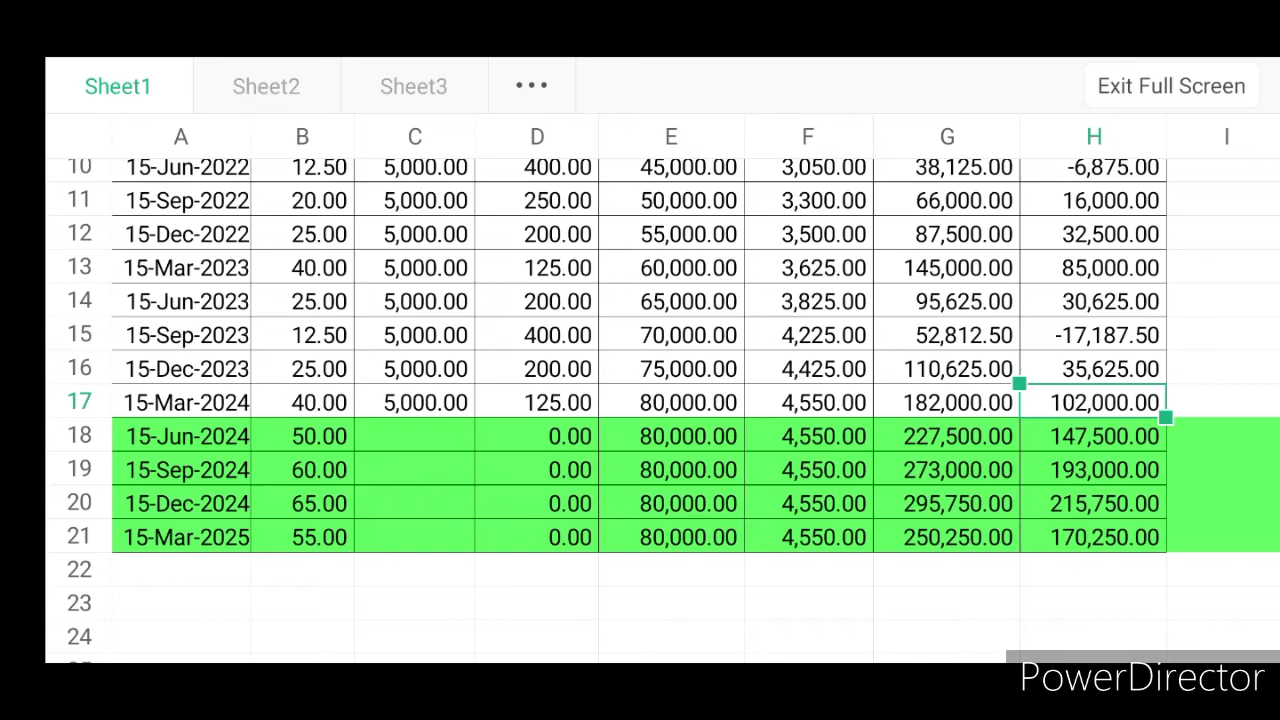 Sheet1 Sheet2 Sheet3 ••• Exit Full Screen
A B C D E F G H I
10 15-Jun-2022 12.50 5,000.00 400.00 45,000.00 3,050.00 38,125.00 -6,875.00
11 15-Sep-2022 20.00 5,000.00 250.00 50,000.00 3,300.00 66,000.00 16,000.00
12 15-Dec-2022 25.00 5,000.00 200.00 55,000.00 3,500.00 87,500.00 32,500.00
13 15-Mar-2023 40.00 5,000.00 125.00 60,000.00 3,625.00 145,000.00 85,000.00
14 15-Jun-2023 25.00 5,000.00 200.00 65,000.00 3,825.00 95,625.00 30,625.00
15 15-Sep-2023 12.50 5,000.00 400.00 70,000.00 4,225.00 52,812.50 -17,187.50
16 15-Dec-2023 25.00 5,000.00 200.00 75,000.00 4,425.00 110,625.00 35,625.00
17 15-Mar-2024 40.00 5,000.00 125.00 80,000.00 4,550.00 182,000.00 102,000.00
18 15-Jun-2024 50.00 0.00 80,000.00 4,550.00 227,500.00 147,500.00
19 15-Sep-2024 60.00 0.00 80,000.00 4,550.00 273,000.00 193,000.00
20 15-Dec-2024 65.00 0.00 80,000.00 4,550.00 295,750.00 215,750.00
21 15-Mar-2025 55.00 0.00 80,000.00 4,550.00 250,250.00 170,250.00
22
23
24
PowerDirector